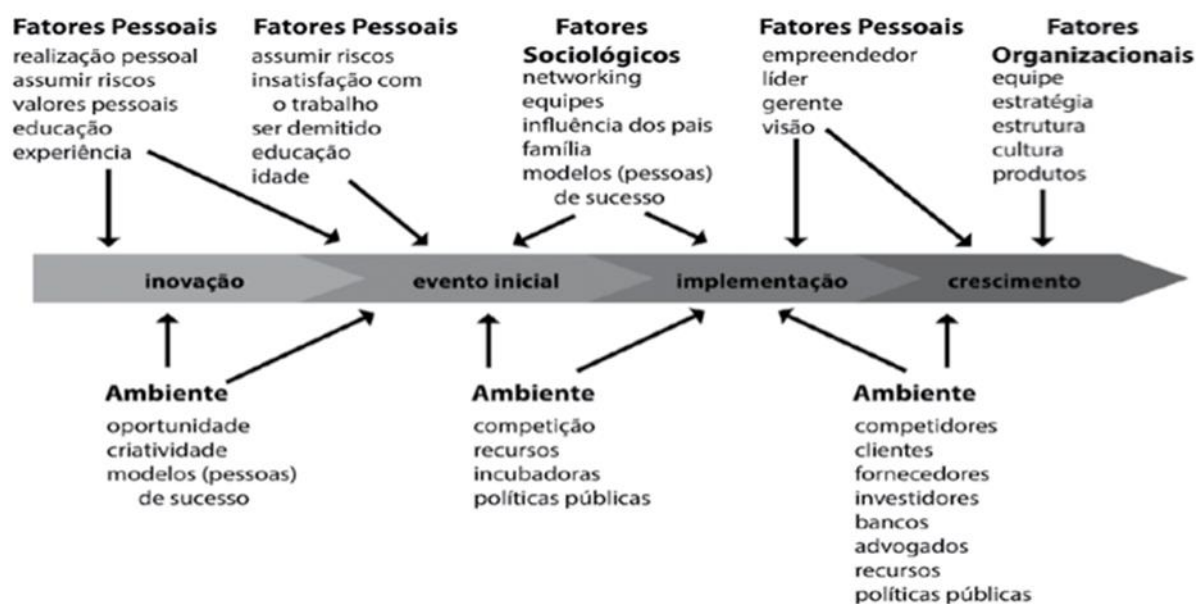 Fatores Pessoais
realização pessoal
assumir riscos
valores pessoais
educação
experiência
Fatores Pessoais
assumir riscos
insatisfação com
o trabalho
ser demitido
educação
idade
Fatores
Sociológicos
networking
equipes
influência dos pais
família
modelos (pessoas)
de sucesso
Fatores Pessoais
empreendedor
líder
gerente
visão
Fatores
Organizacionais
equipe
estratégia
estrutura
cultura
produtos
inovação
evento inicial
implementação
crescimento
Ambiente
oportunidade
criatividade
modelos (pessoas)
de sucesso
Ambiente
competição
recursos
incubadoras
políticas públicas
Ambiente
competidores
clientes
fornecedores
investidores
bancos
advogados
recursos
políticas públicas